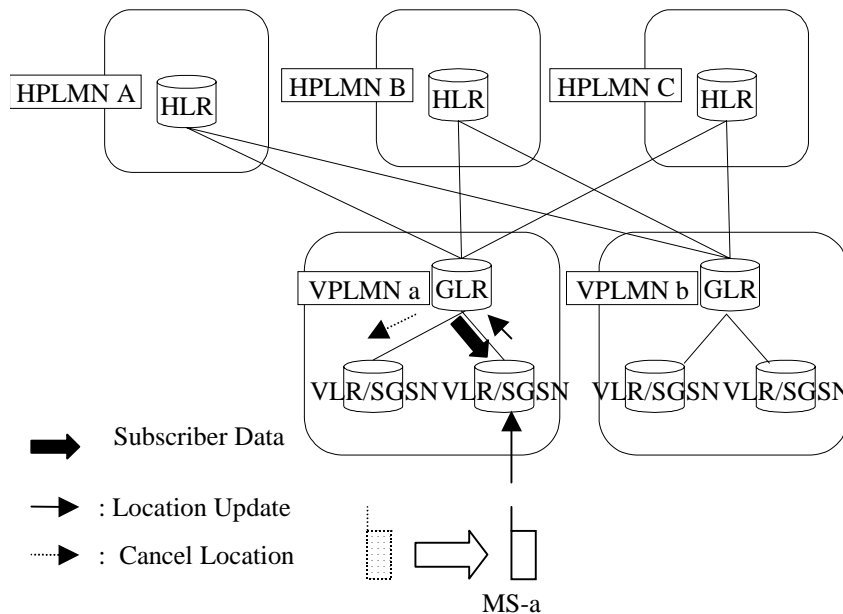 HPLMN A
HLR
HPLMN B
HLR
HPLMN C
HLR
VPLMN a
GLR
VPLMN b
GLR
VLR/SGSN
VLR/SGSN
VLR/SGSN
VLR/SGSN
Subscriber Data
: Location Update
: Cancel Location
MS-a